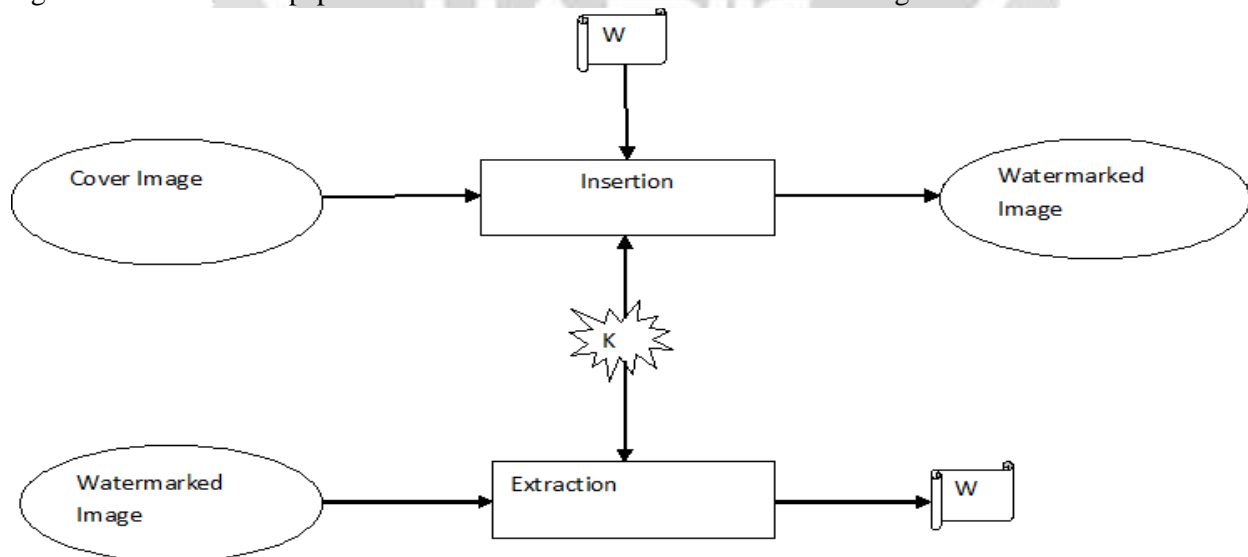 W
Cover Image
Insertion
Watermarked
Image
K
Watermarked
Image
Extraction
W